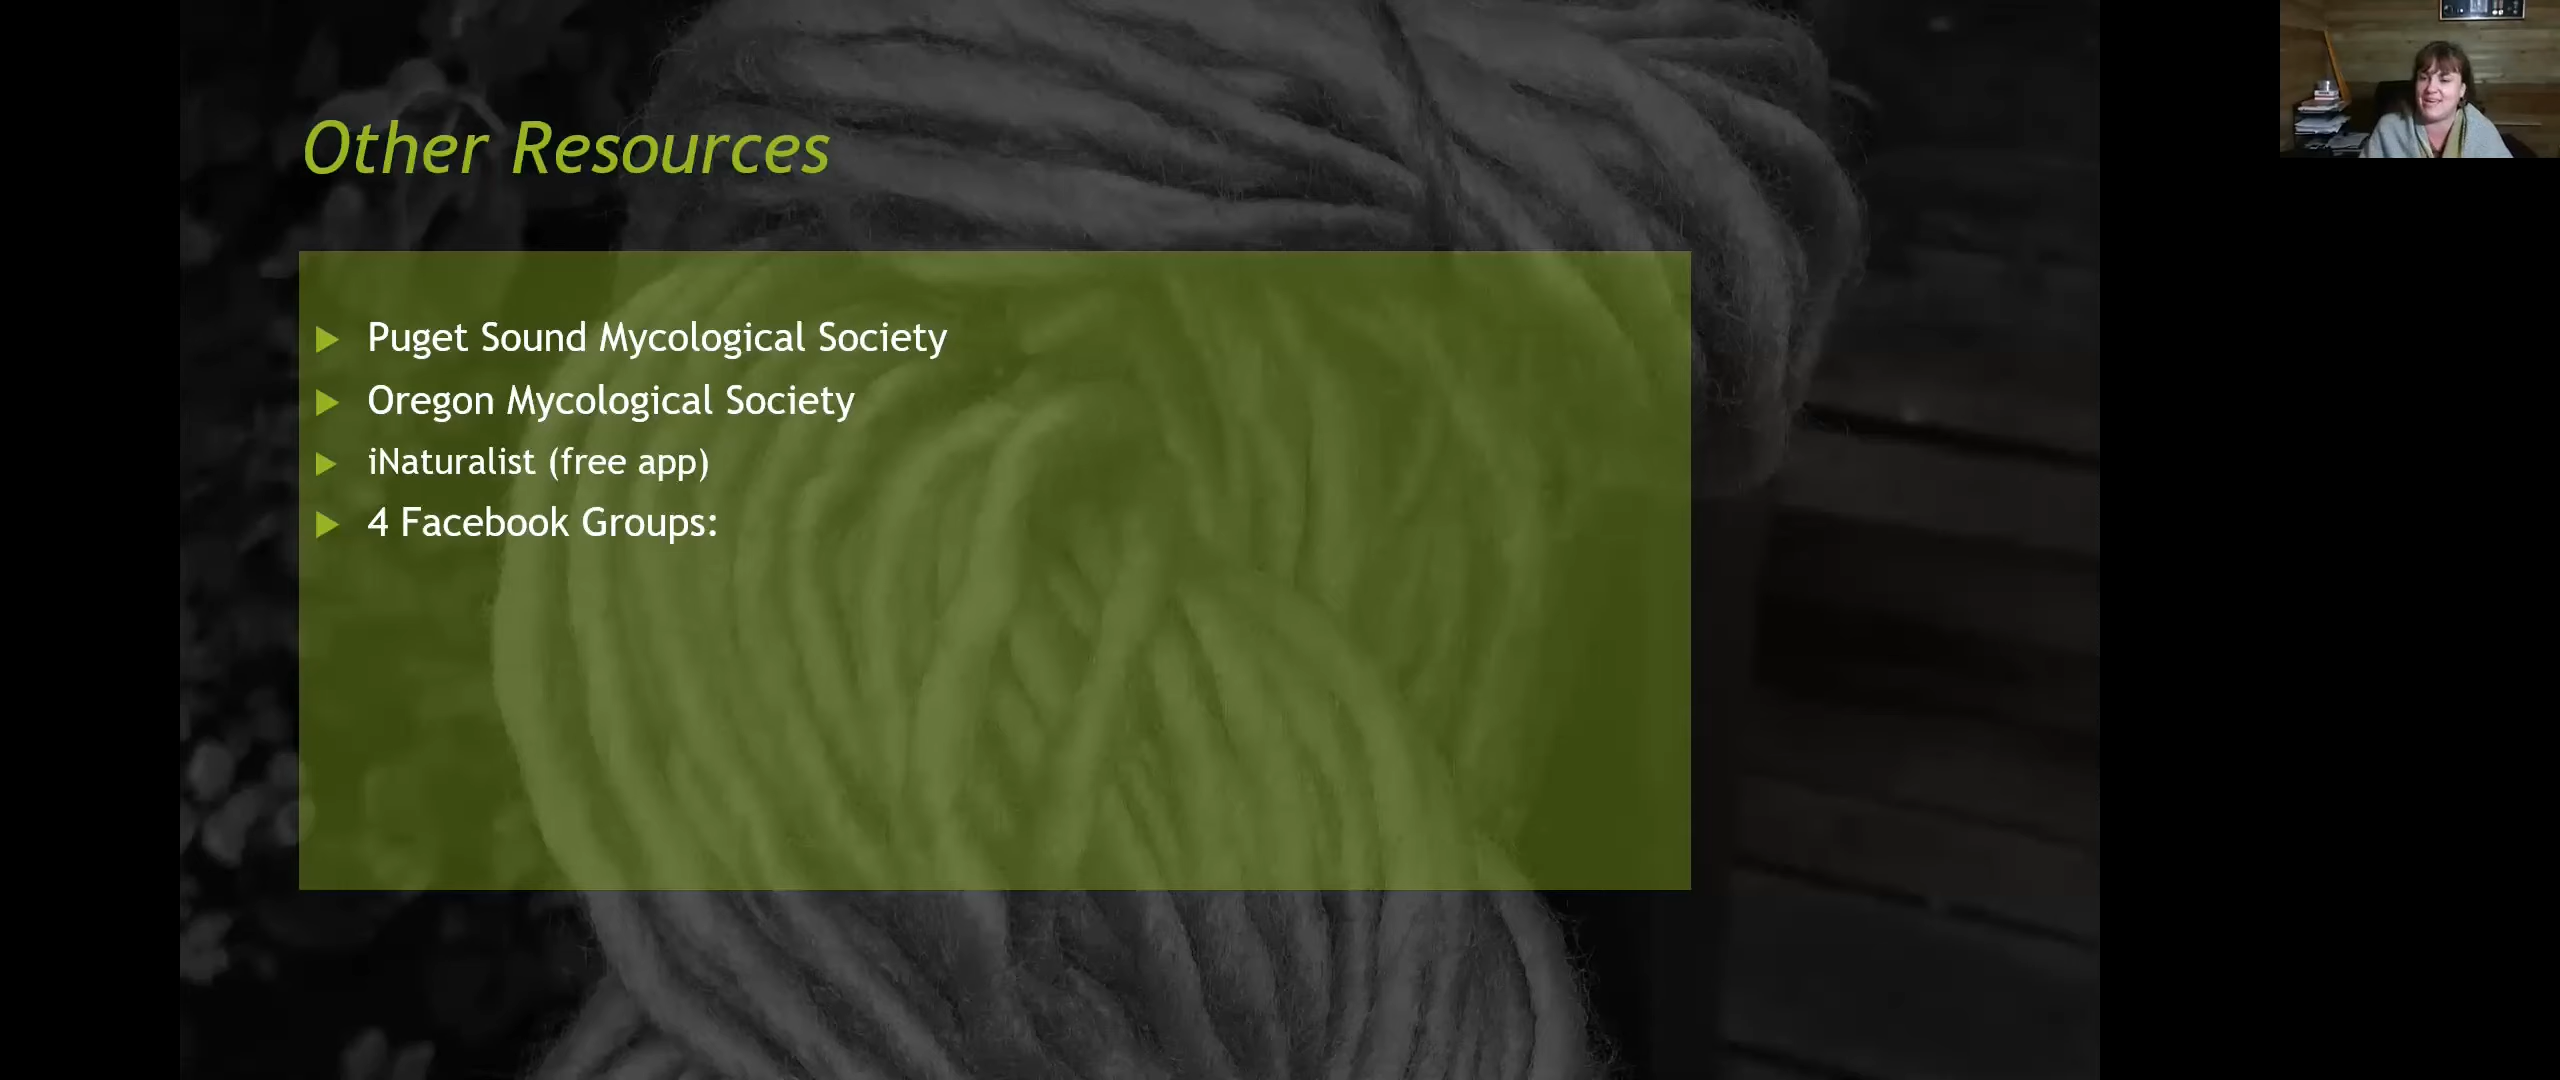 Other Resources
Puget Sound Mycological Society
Oregon Mycological Society
iNaturalist (free app)
4 Facebook Groups: